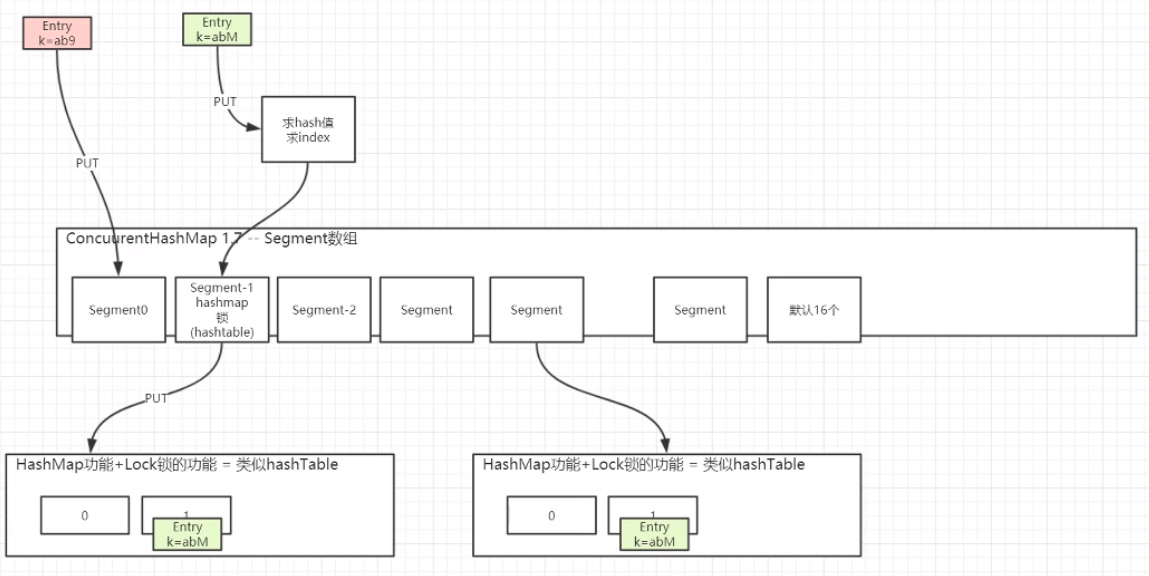 Entry
k=ab9
Entry
k=abM
PUT
求hash值
求index
PUT
ConcuurentHashMap 1.7 -- Segment数组
Segment0
Segment-1
hashmap
锁
(hashtable)
Segment-2
Segment
Segment
Segment
默认16个
PUT
HashMap功能+Lock锁的功能 = 类似hashTable
0
1
Entry
k=abM
HashMap功能+Lock锁的功能 = 类似hashTable
0
1
Entry
k=abM